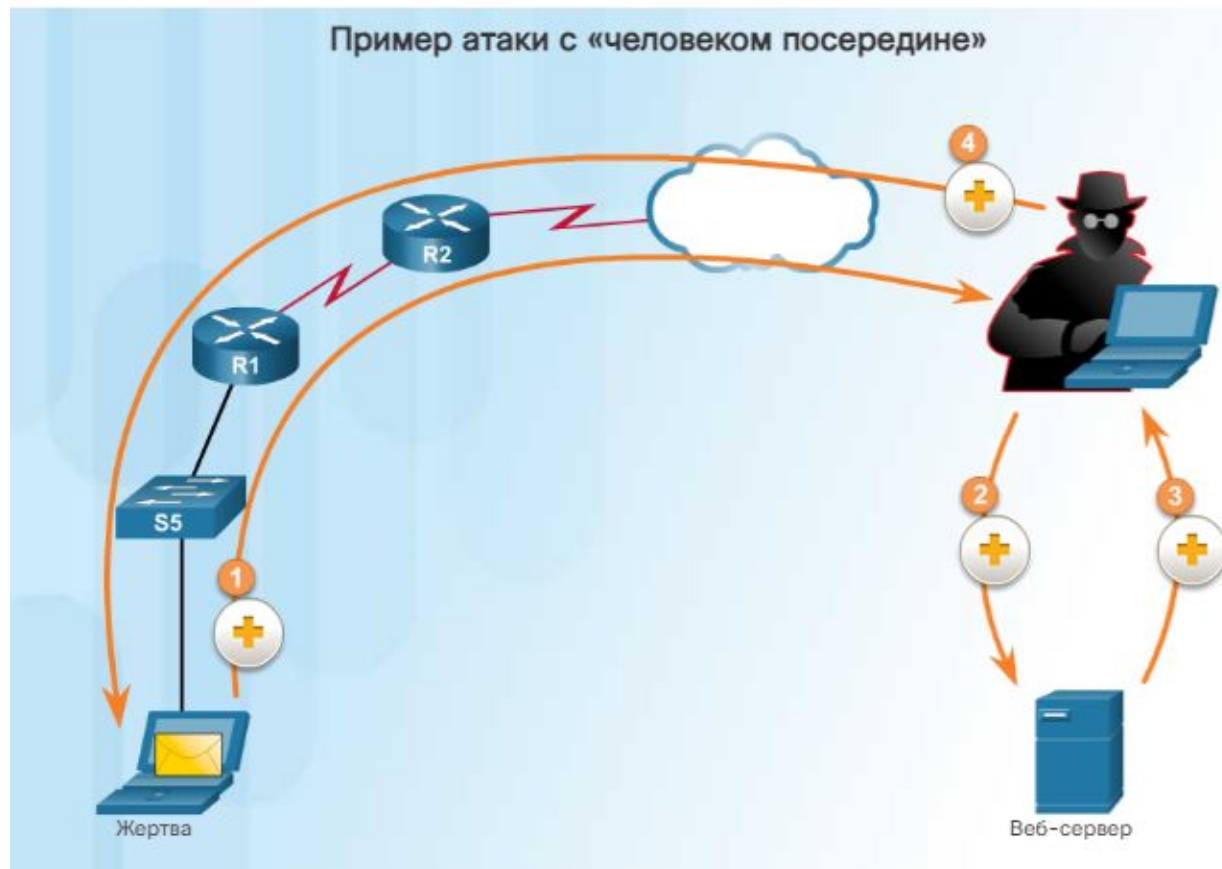 Пример атаки с «человеком посередине»
4
R2
R1
2
3
S5
1
Жертва
Веб-сервер